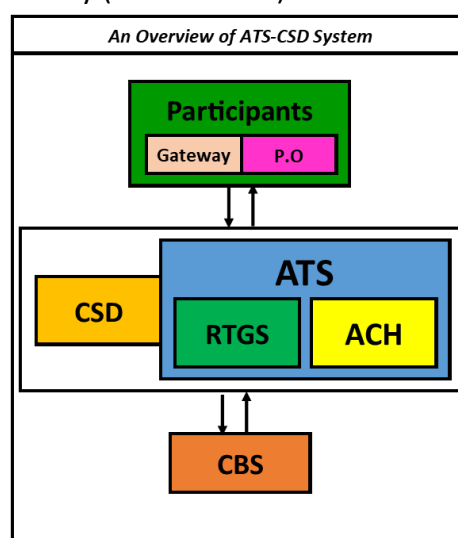 An Overview of ATS-CSD System
Participants
Gateway P.O
ATS
CSD
RTGS ACH
CBS